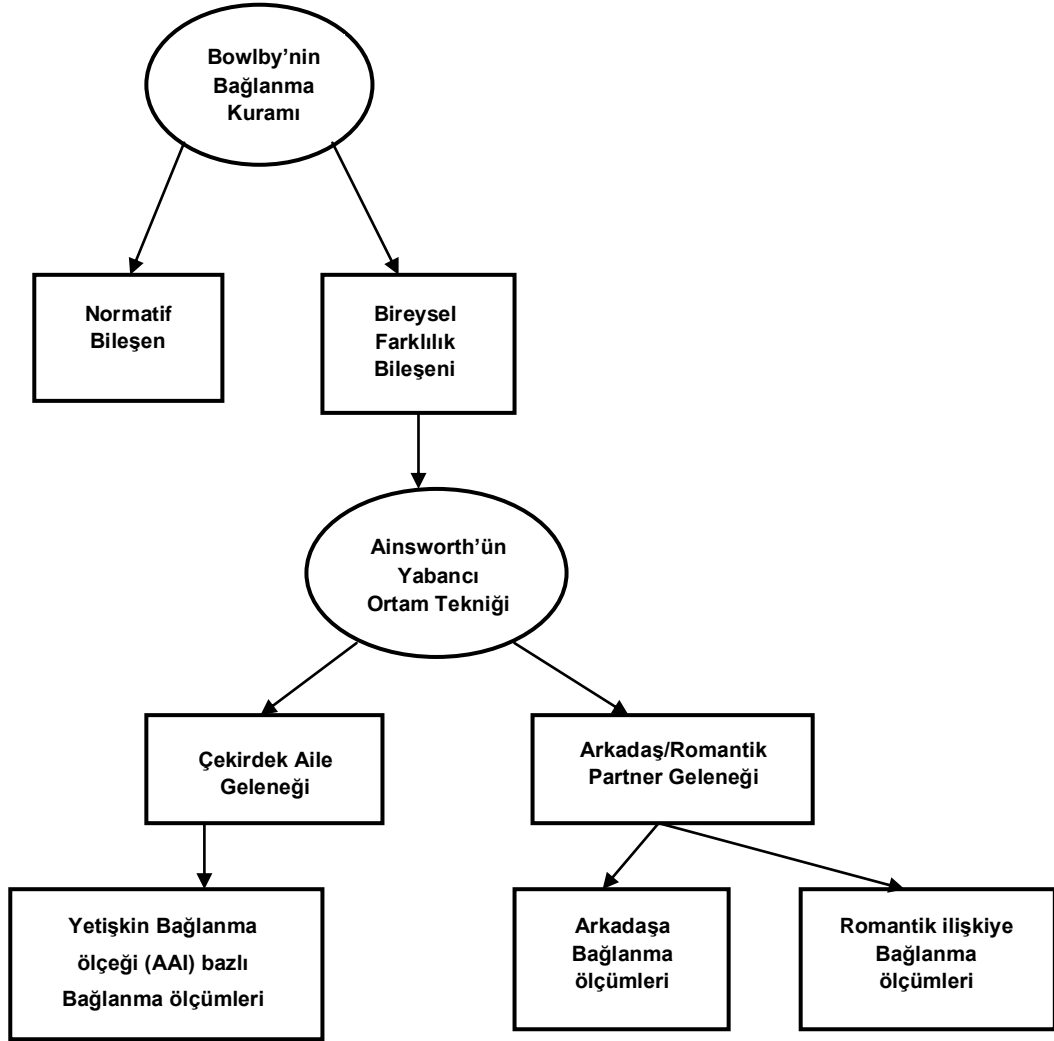 Bowlby’nin
Bağlanma
Kuramı
Normatif
Bileşen
Bireysel
Farklılık
Bileşeni
Ainsworth’ün
Yabancı
Ortam Tekniği
Çekirdek Aile
Geleneği
Arkadaş/Romantik
Partner Geleneği
Yetişkin Bağlanma
ölçeği (AAI) bazlı
Bağlanma ölçümleri
Arkadaşa
Bağlanma
ölçümleri
Romantik ilişkiye
Bağlanma
ölçümleri